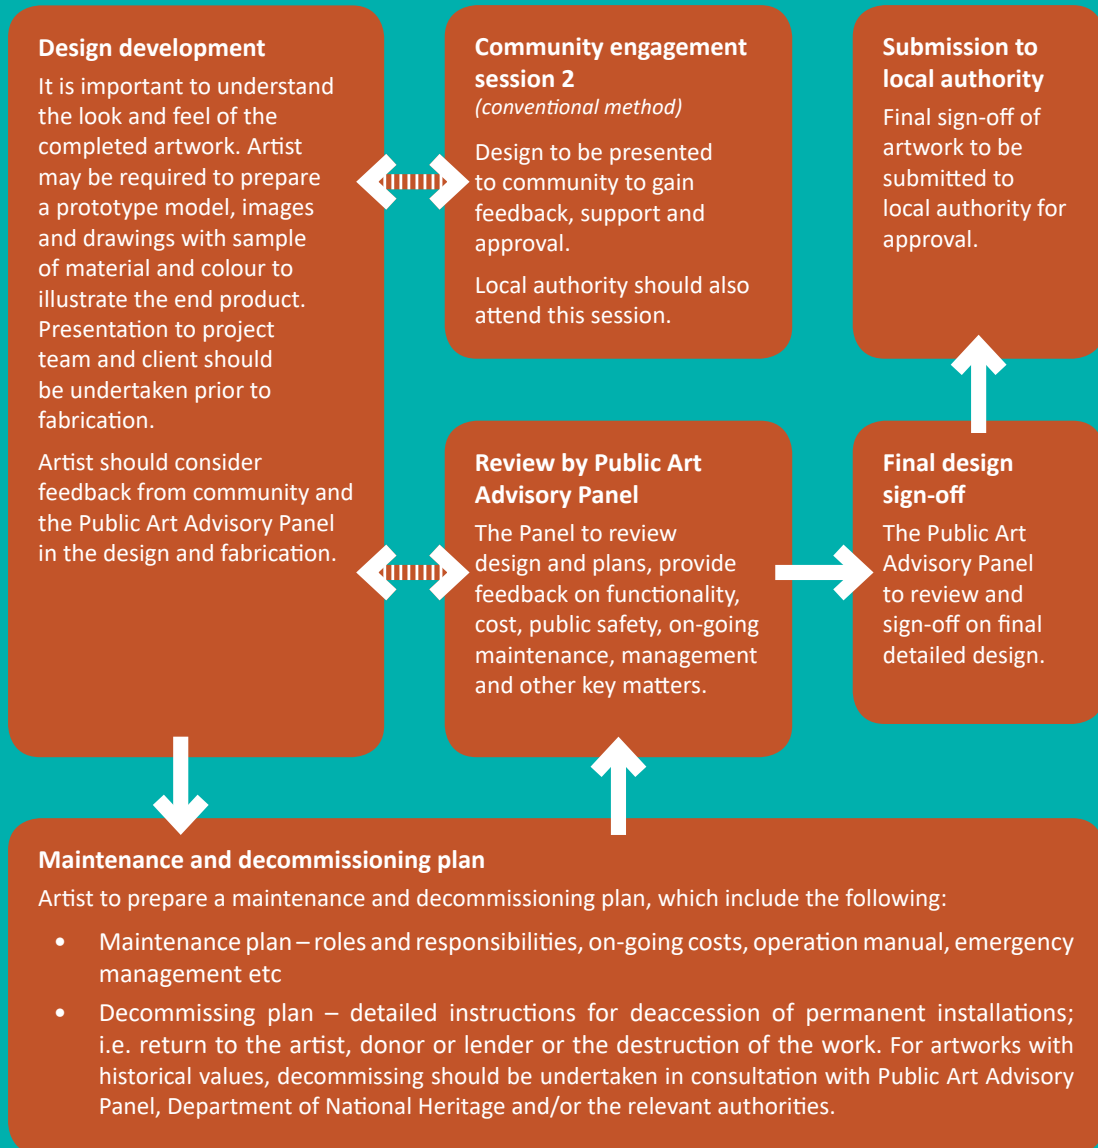 Design development
It is important to understand
the look and feel of the
completed artwork. Artist
may be required to prepare
a prototype model, images
and drawings with sample
of material and colour to
illustrate the end product.
Presentation to project
team and client should
be undertaken prior to
fabrication.
Artist should consider
feedback from community and
the Public Art Advisory Panel
in the design and fabrication.
Community engagement
session 2
(conventional method)
Design to be presented
to community to gain
feedback, support and
approval.
Local authority should also
attend this session.
Submission to
local authority
Final sign-off of
artwork to be
submitted to
local authority for
approval.
Review by Public Art
Advisory Panel
The Panel to review
design and plans, provide
feedback on functionality,
cost, public safety, on-going
maintenance, management
and other key matters.
Final design
sign-off
The Public Art
Advisory Panel
to review and
sign-off on final
detailed design.
Maintenance and decommissioning plan
Artist to prepare a maintenance and decommissioning plan, which include the following:
• Maintenance plan – roles and responsibilities, on-going costs, operation manual, emergency
management etc
• Decommissing plan – detailed instructions for deaccession of permanent installations;
i.e. return to the artist, donor or lender or the destruction of the work. For artworks with
historical values, decommissing should be undertaken in consultation with Public Art Advisory
Panel, Department of National Heritage and/or the relevant authorities.